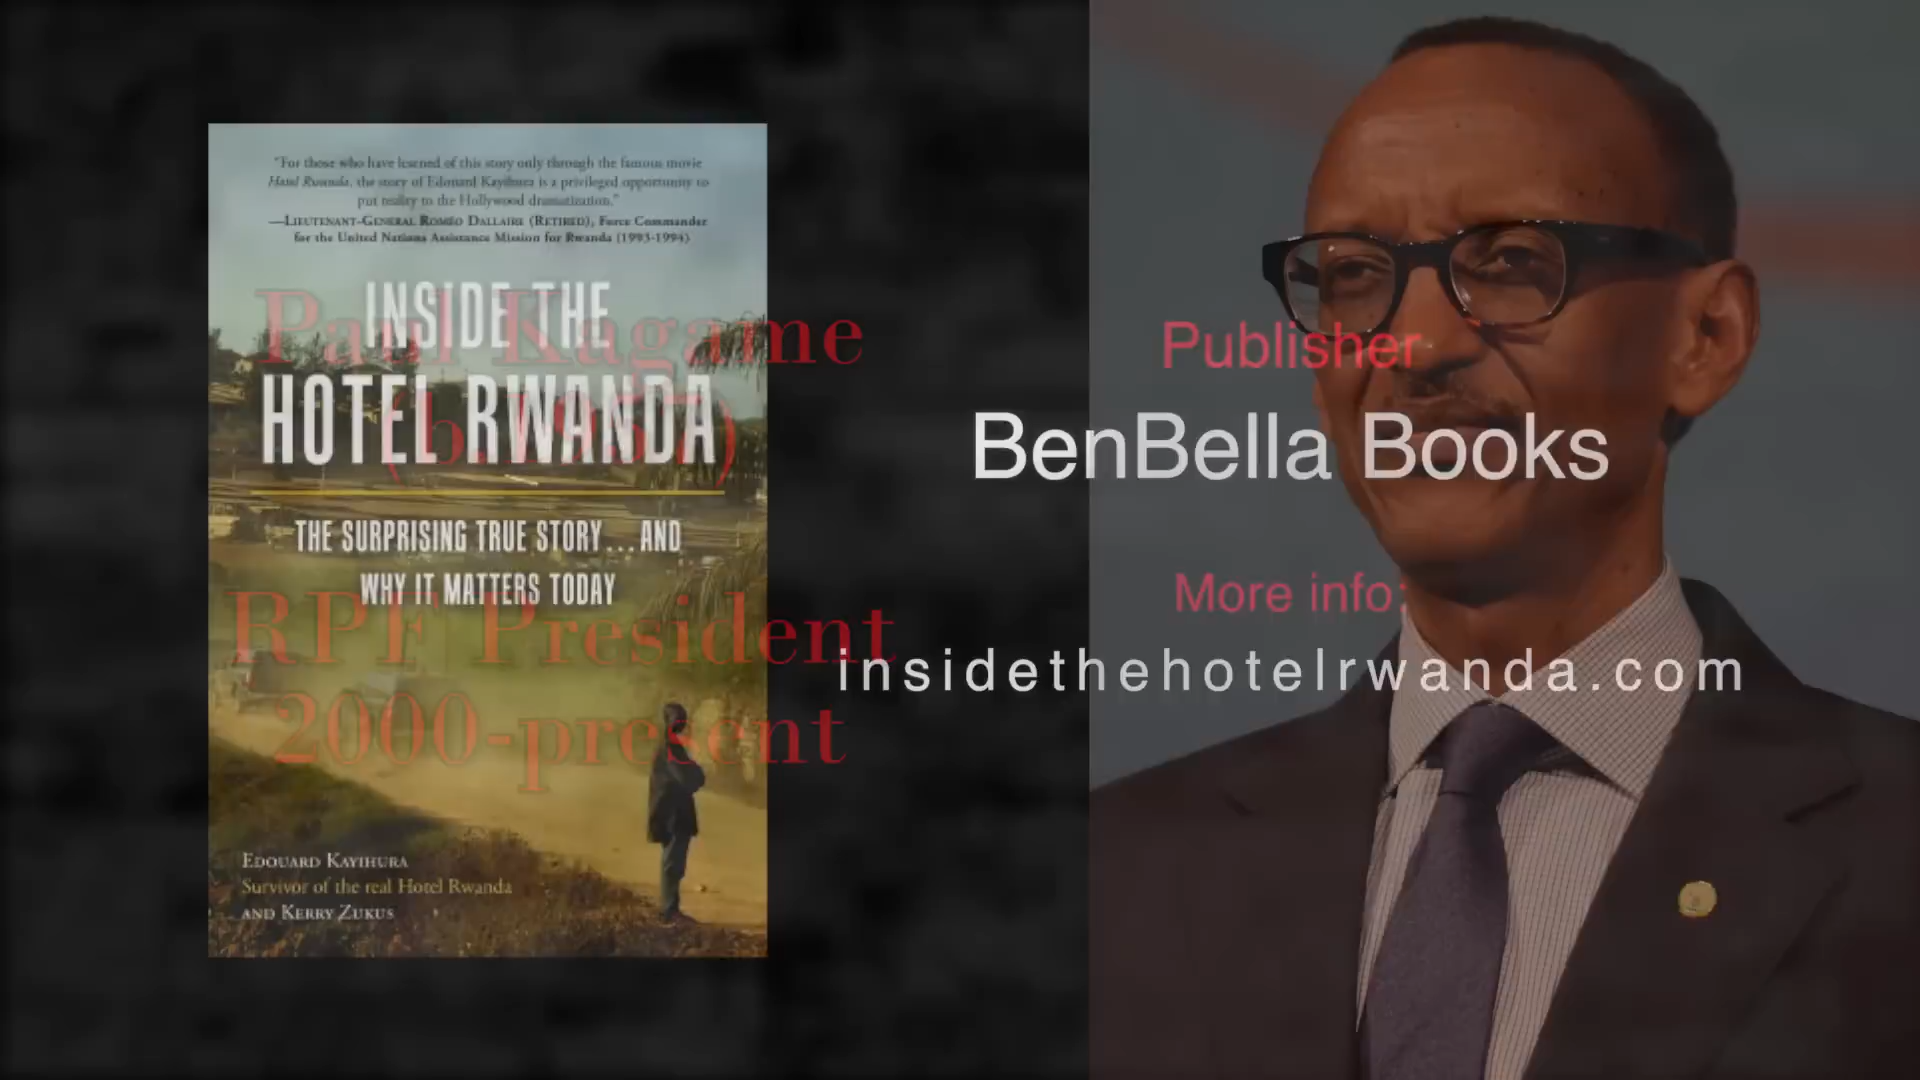 "For those who have learned of this story only through the famous movie
Hotel Rwanda, the story of Edouard Kayihura is a privileged opportunity to
put reality to the Hollywood dramatization."
—Lieutenant-General Roméo Dallaire (Retired), Force Commander
for the United Nations Assistance Mission for Rwanda (1993-1994)
INSIDE THE
HOTEL RWANDA
THE SURPRISING TRUE STORY... AND
WHY IT MATTERS TODAY
Edouard Kayihura
Survivor of the real Hotel Rwanda
and Kerry Zukus
Paul Kagame
(b.1957)
RPF President
2000-present
Publisher
BenBella Books
More info:
insidethehotelrwanda.com